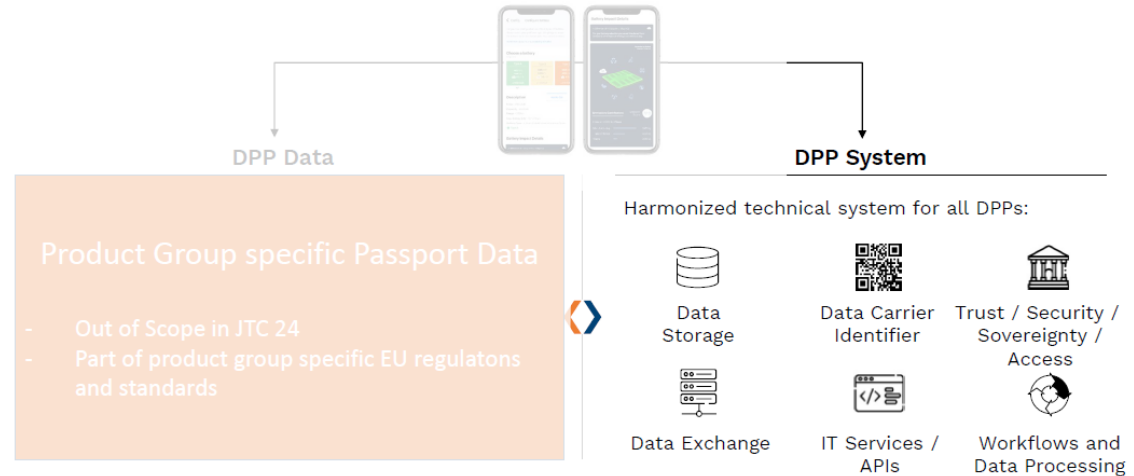 DPP Data
Product Group specific Passport Data
- Out of Scope in JTC 24
- Part of product group specific EU regulatons
and standards
DPP System
Harmonized technical system for all DPPs:
Data
Storage
Data Carrier
Identifier
Trust / Security /
Sovereignty /
Access
Data Exchange
IT Services /
APIs
Workflows and
Data Processing